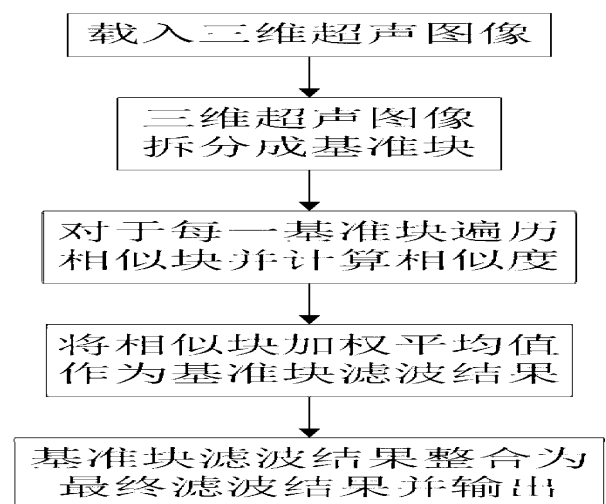 载入三维超声图像
三维超声图像
拆分成基准块
对于每一基准块遍历
相似块并计算相似度
将相似块加权平均值
作为基准块滤波结果
基准块滤波结果整合为
最终滤波结果并输出